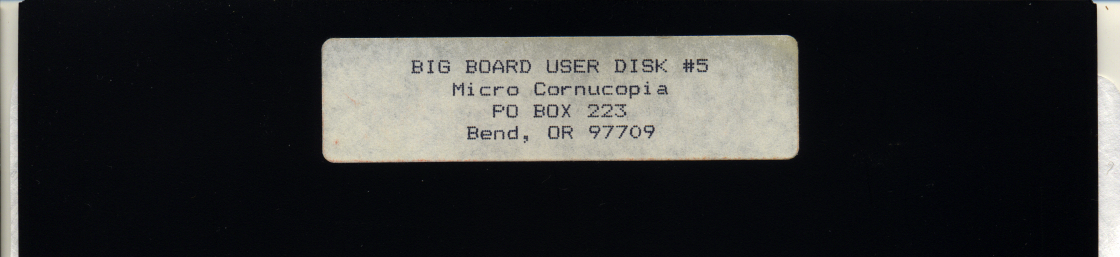 BIG BOARD USER DISK #5
Micro Cornucopia
PO BOX 223
Bend, OR 97709